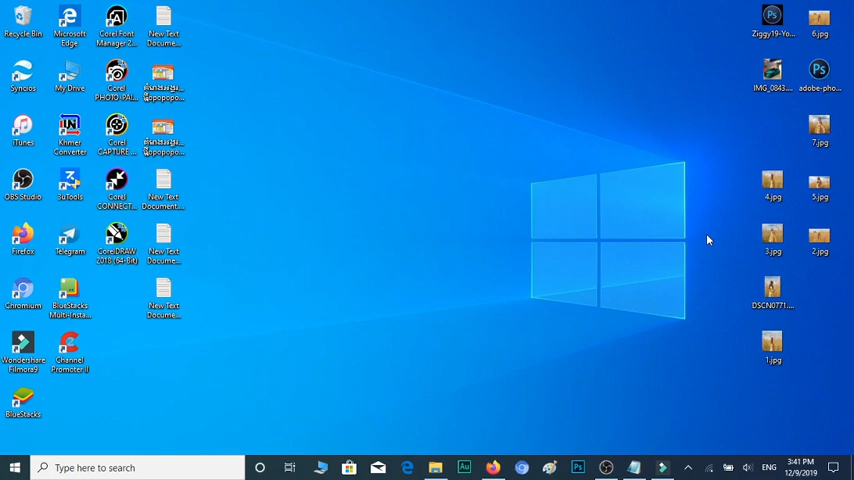 Recycle Bin
Microsoft
Edge
Corel Font
Manager 2...
New Text
Docume...
Syncios
My Drive
Corel
PHOTO-PAI...
iTunes
Khmer
Converter
Corel
CAPTURE ...
OBS Studio
3uTools
Corel
CONNECT...
New Text
Document...
Firefox
Telegram
CorelDRAW
2018 (64-Bit)
New Text
Docume...
Chromium
BlueStacks
Multi-Insta...
New Text
Docume...
Wondershare
Filmora9
Channel
Promoter II
BlueStacks
Ziggy19-Yo...
6.jpg
IMG_0843....
adobe-pho...
7.jpg
4.jpg
5.jpg
3.jpg
2.jpg
DSCN0771....
1.jpg
Type here to search
ENG
3:41 PM
12/9/2019